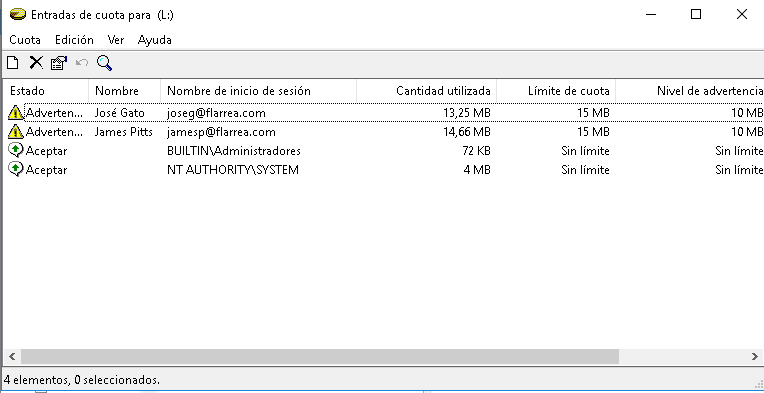 Entradas de cuota para (L:)
Cuota Edición Ver Ayuda
Estado Nombre Nombre de inicio de sesión Cantidad utilizada Límite de cuota Nivel de advertencia
Adverten... José Gato joseg@flarrea.com 13,25 MB 15 MB 10 MB
Adverten... James Pitts jamesp@flarrea.com 14,66 MB 15 MB 10 MB
Aceptar BUILTIN\Administradores 72 KB Sin límite Sin límite
Aceptar NT AUTHORITY\SYSTEM 4 MB Sin límite Sin límite
4 elementos, 0 seleccionados.